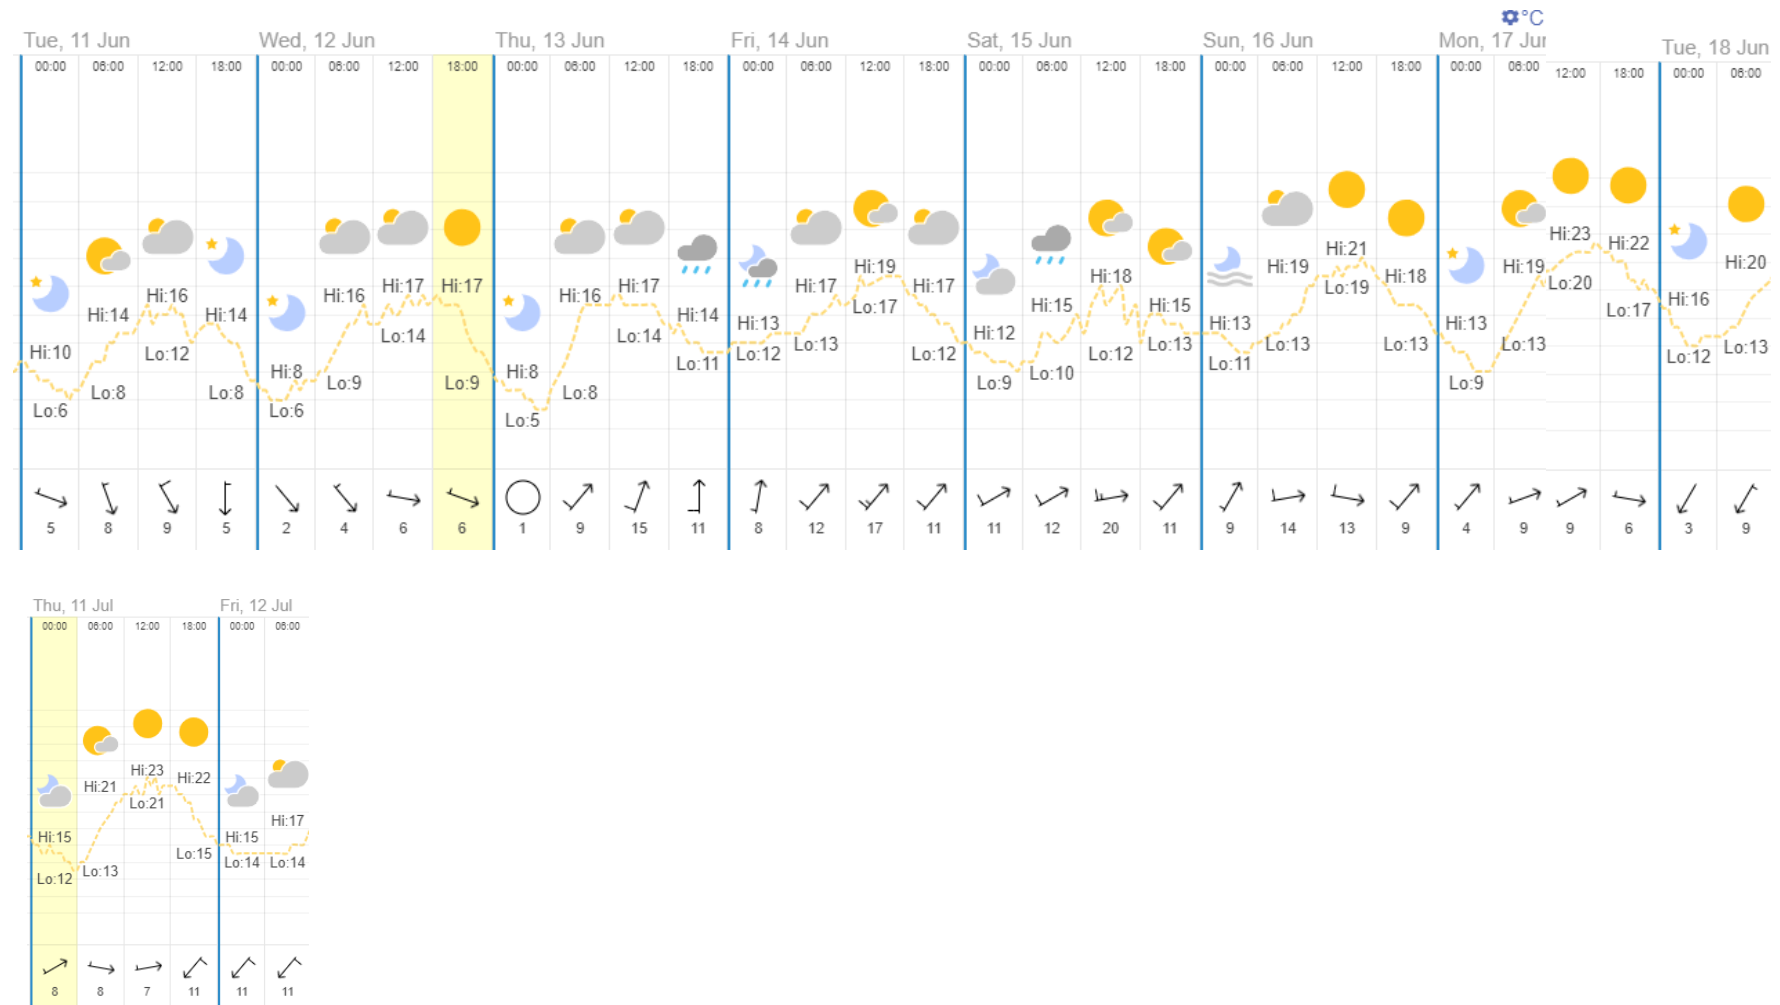 °C
Tue, 11 Jun Wed, 12 Jun Thu, 13 Jun Fri, 14 Jun Sat, 15 Jun Sun, 16 Jun Mon, 17 Jun Tue, 18 Jun
00:00 06:00 12:00 18:00 00:00 06:00 12:00 18:00 00:00 06:00 12:00 18:00 00:00 06:00 12:00 18:00 00:00 06:00 12:00 18:00 00:00 06:00 12:00 18:00 00:00 06:00 12:00 18:00 00:00 06:00
Hi:10 Hi:14 Hi:16 Hi:14 Hi:8 Hi:16 Hi:17 Hi:17 Hi:8 Hi:16 Hi:17 Hi:14 Hi:13 Hi:17 Hi:19 Hi:17 Hi:12 Hi:15 Hi:18 Hi:15 Hi:13 Hi:19 Hi:21 Hi:18 Hi:13 Hi:19 Hi:23 Hi:22 Hi:16 Hi:20
Lo:6 Lo:8 Lo:12 Lo:8 Lo:6 Lo:9 Lo:14 Lo:9 Lo:5 Lo:8 Lo:14 Lo:11 Lo:12 Lo:13 Lo:17 Lo:12 Lo:9 Lo:10 Lo:12 Lo:13 Lo:11 Lo:13 Lo:19 Lo:13 Lo:9 Lo:13 Lo:20 Lo:17 Lo:12 Lo:13
5 8 9 5 2 4 6 6 1 9 15 11 8 12 17 11 11 12 20 11 9 14 13 9 4 9 9 6 3 9
Thu, 11 Jul Fri, 12 Jul
00:00 06:00 12:00 18:00 00:00 06:00
Hi:15 Hi:21 Hi:23 Hi:22 Hi:15 Hi:17
Lo:12 Lo:13 Lo:21 Lo:15 Lo:14 Lo:14
8 8 7 11 11 11